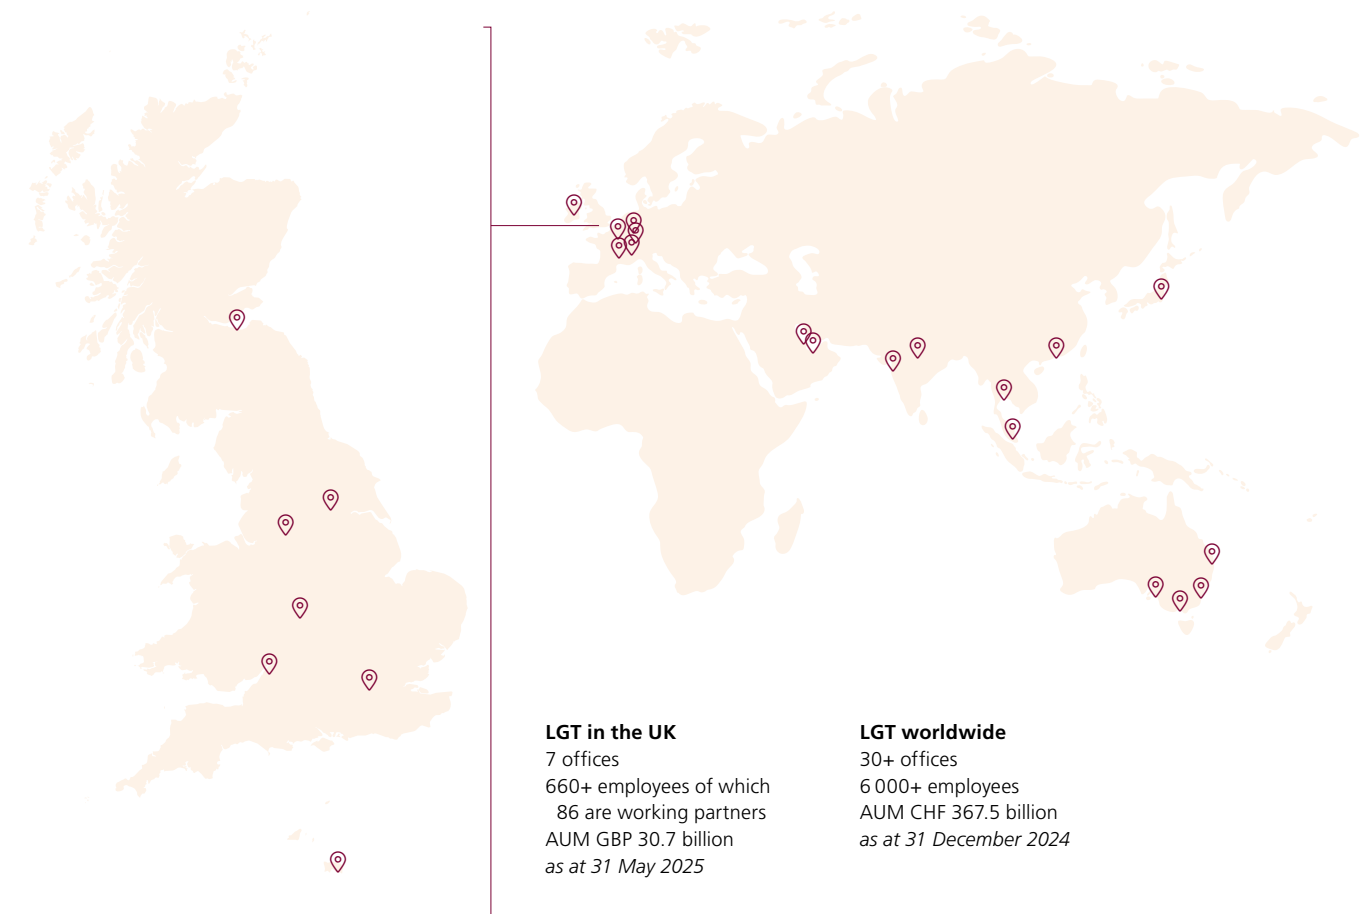 LGT in the UK
7 offices
660+ employees of which
86 are working partners
AUM GBP 30.7 billion
as at 31 May 2025
LGT worldwide
30+ offices
6 000+ employees
AUM CHF 367.5 billion
as at 31 December 2024